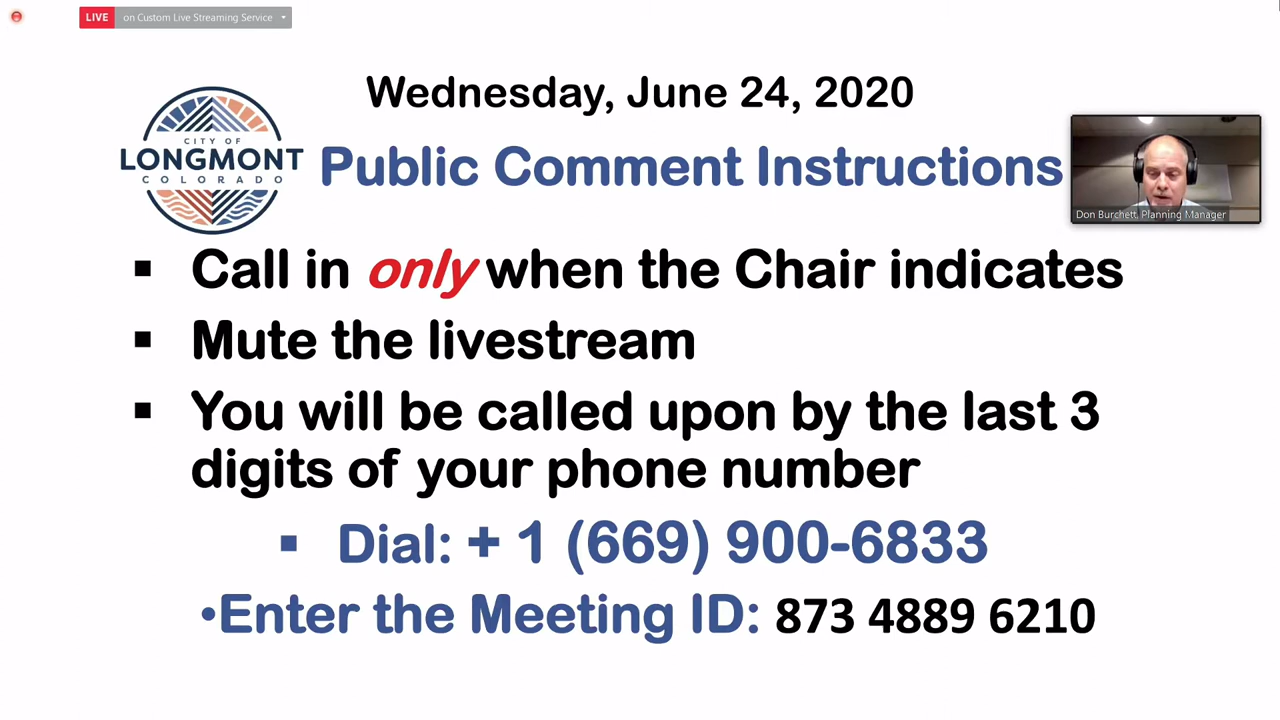 LIVE on Custom Live Streaming Service
Wednesday, June 24, 2020
CITY OF
LONGMONT
COLORADO
Public Comment Instructions
Don Burchett, Planning Manager
▪ Call in only when the Chair indicates
▪ Mute the livestream
▪ You will be called upon by the last 3
digits of your phone number
▪ Dial: + 1 (669) 900-6833
•Enter the Meeting ID: 873 4889 6210